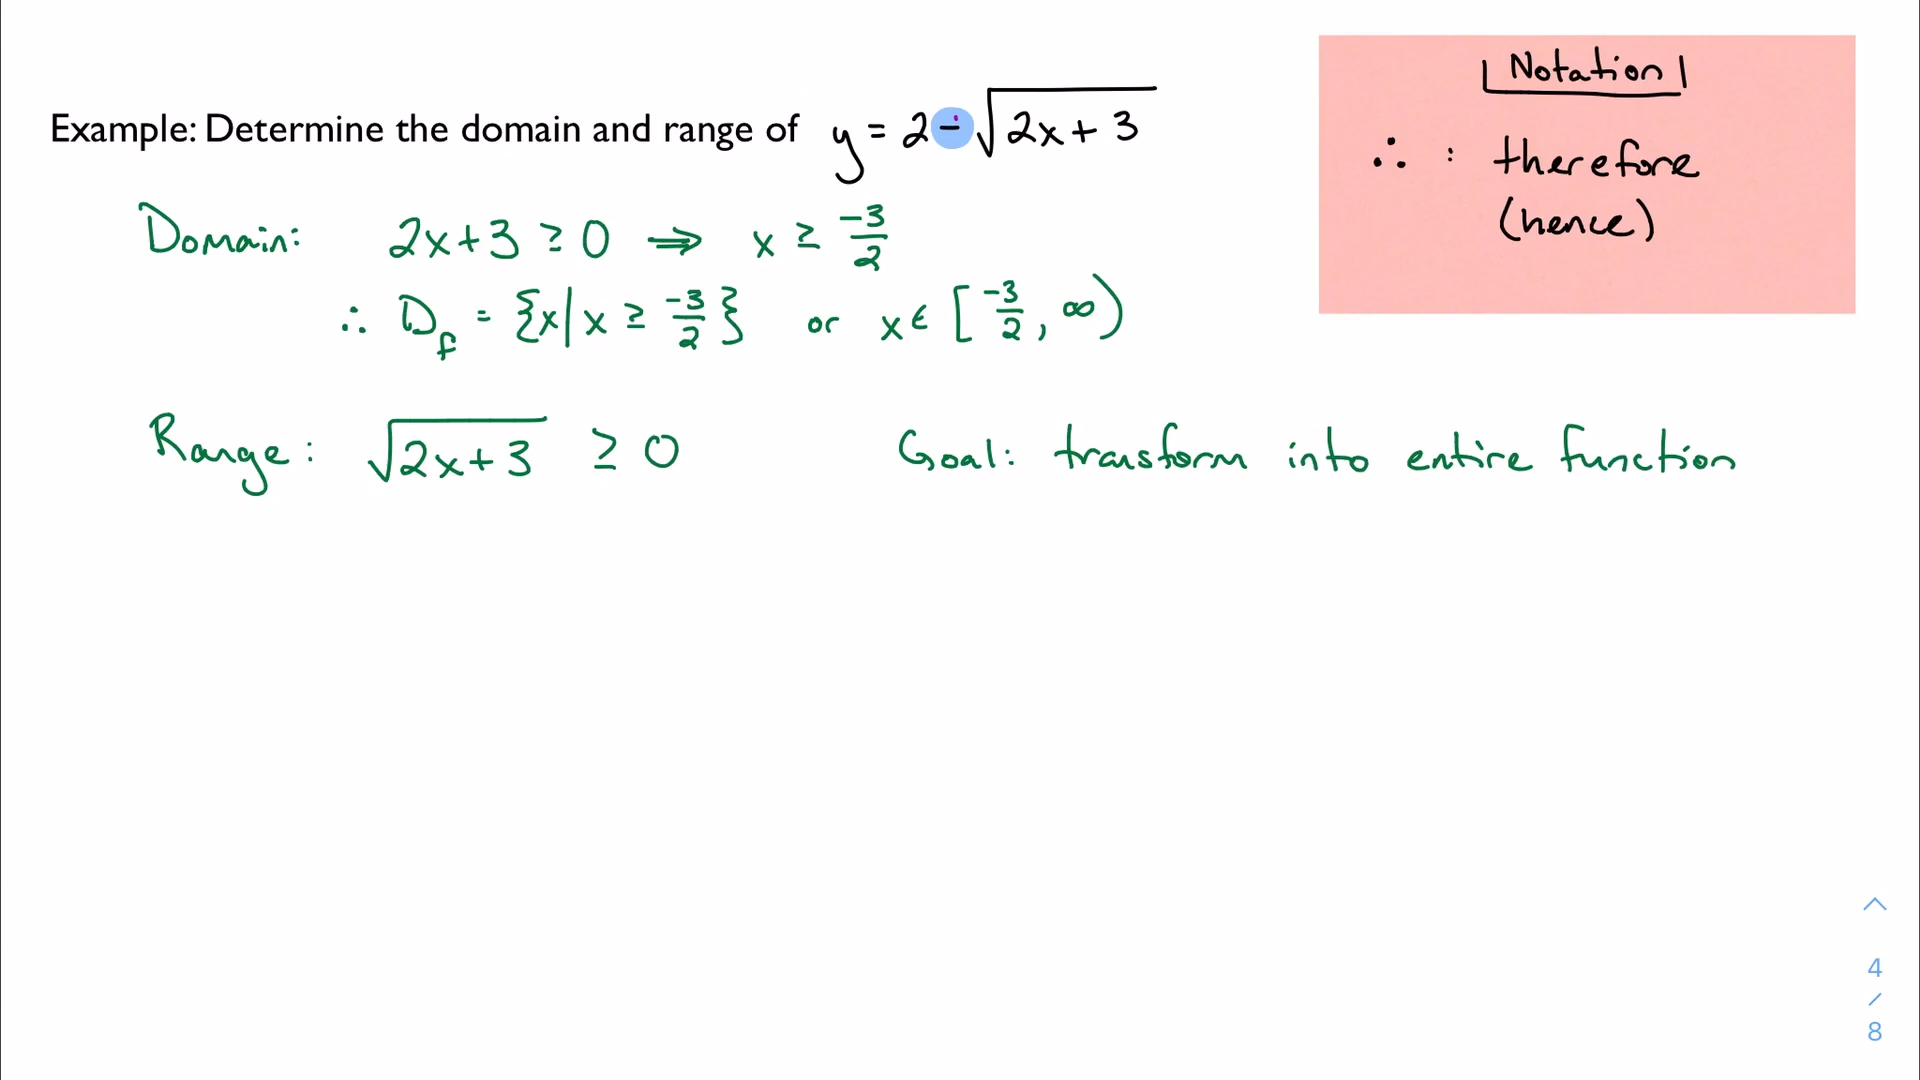 Example: Determine the domain and range of y = 2 - √(2x + 3)
Notation
∴ : therefore
(hence)
Domain: 2x+3 ≥ 0 ⟹ x ≥ -3/2
∴ D_f = {x | x ≥ -3/2} or x ∈ [-3/2, ∞)
Range: √(2x+3) ≥ 0 Goal: transform into entire function
4
/
8